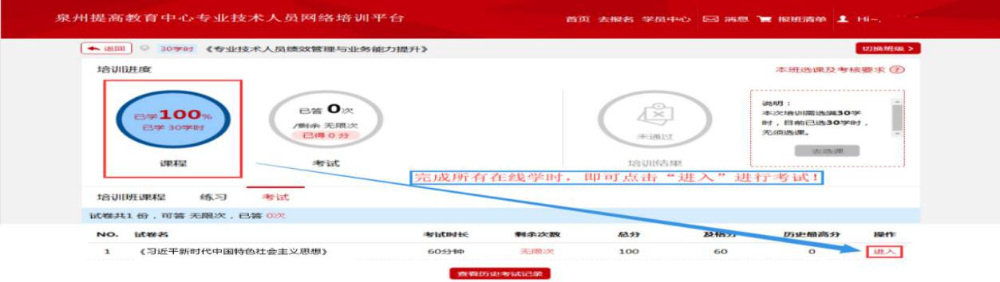 泉州提高教育中心专业技术人员网络培训平台
首页 去报名 学员中心 消息 报班清单 Hi~,
返回 30学时 《专业技术人员绩效管理与业务能力提升》 切换班级 >
培训进度 本班选课及考核要求 ?
已学100%
已学 30学时
课程
已答 0次
/剩余 无限次
已得 0 分
考试
未通过
培训结果
说明：
本次培训需选满30学
时，目前已选30学时，
无须选课。
去选课
完成所有在线学时，即可点击“进入”进行考试！
培训班课程 练习 考试
试卷共1 份，可答 无限次，已答 0次
NO. 试卷名 考试时长 剩余次数 总分 及格分 历史最高分 操作
1 《习近平新时代中国特色社会主义思想》 60分钟 无限次 100 60 0 进入
查看历史考试记录